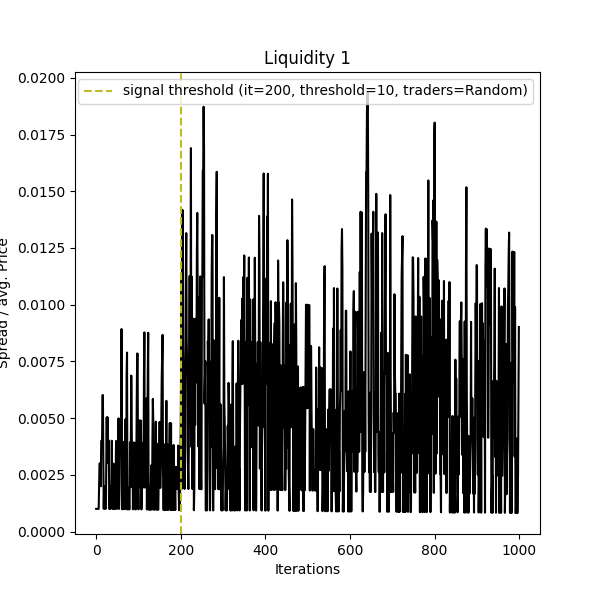 Liquidity 1
signal threshold (it=200, threshold=10, traders=Random)
0.0200
0.0175
0.0150
0.0125
0.0100
0.0075
0.0050
0.0025
0.0000
Spread / avg. Price
0 200 400 600 800 1000
Iterations